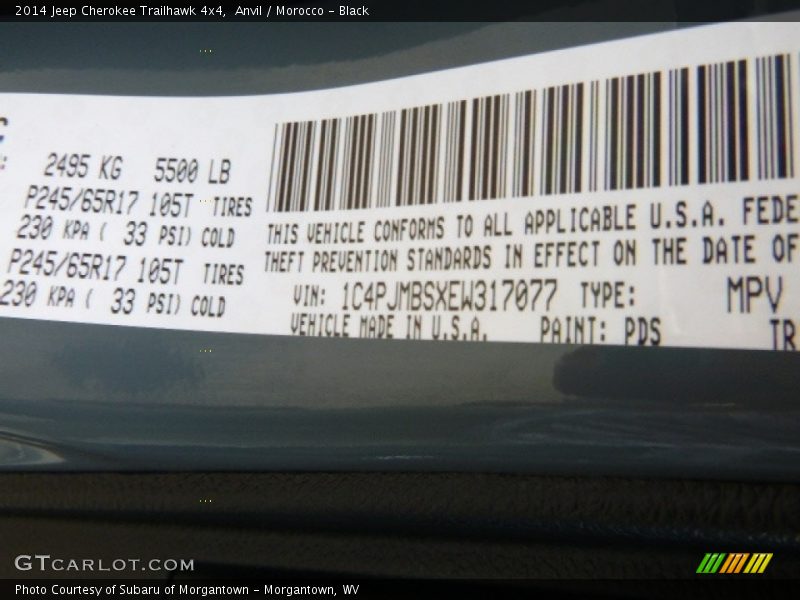 2014 Jeep Cherokee Trailhawk 4x4,  Anvil / Morocco – Black
2495 KG   5500 LB
P245/65R17 105T  TIRES
230 KPA ( 33 PSI) COLD
P245/65R17 105T  TIRES
230 KPA ( 33 PSI) COLD
THIS VEHICLE CONFORMS TO ALL APPLICABLE U.S.A. FEDE
THEFT PREVENTION STANDARDS IN EFFECT ON THE DATE OF
VIN: 1C4PJMBSXEW317077  TYPE:  MPV
VEHICLE MADE IN U.S.A.  PAINT: PDS  TR
GTCARLOT.COM
Photo Courtesy of Subaru of Morgantown – Morgantown, WV